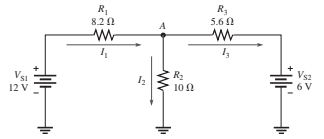 R1
8.2 Ω
A
R3
5.6 Ω
I1
I3
+
VS1
12 V
−
I2
R2
10 Ω
+
VS2
6 V
−